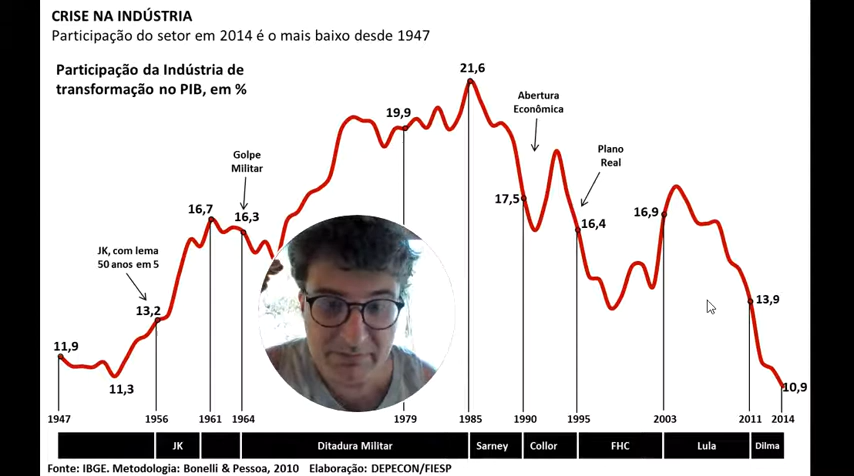 CRISE NA INDÚSTRIA
Participação do setor em 2014 é o mais baixo desde 1947
Participação da Indústria de
transformação no PIB, em %
21,6
Abertura
Econômica
19,9
Golpe
Militar
Plano
Real
16,7
16,3
17,5
16,4
16,9
JK, com lema
50 anos em 5
13,2
13,9
11,9
11,3
10,9
1947 1956 1961 1964 1979 1985 1990 1995 2003 2011 2014
JK Ditadura Militar Sarney Collor FHC Lula Dilma
Fonte: IBGE. Metodologia: Bonelli & Pessoa, 2010 Elaboração: DEPECON/FIESP